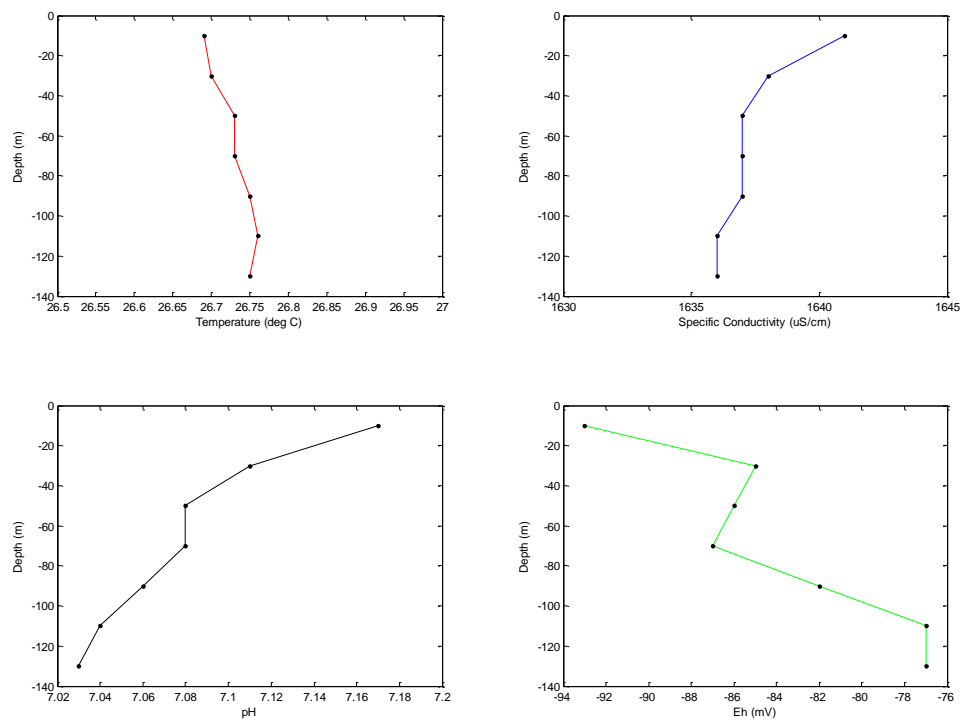 0
-20
-40
-60
-80
-100
-120
-140
Depth (m)
26.5 26.55 26.6 26.65 26.7 26.75 26.8 26.85 26.9 26.95 27
Temperature (deg C)
0
-20
-40
-60
-80
-100
-120
-140
Depth (m)
1630 1635 1640 1645
Specific Conductivity (uS/cm)
0
-20
-40
-60
-80
-100
-120
-140
Depth (m)
7.02 7.04 7.06 7.08 7.1 7.12 7.14 7.16 7.18 7.2
pH
0
-20
-40
-60
-80
-100
-120
-140
Depth (m)
-94 -92 -90 -88 -86 -84 -82 -80 -78 -76
Eh (mV)